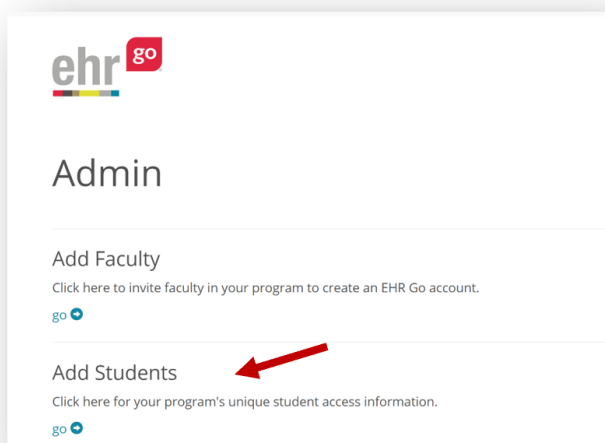 ehr go
Admin
Add Faculty
Click here to invite faculty in your program to create an EHR Go account.
go
Add Students
Click here for your program's unique student access information.
go